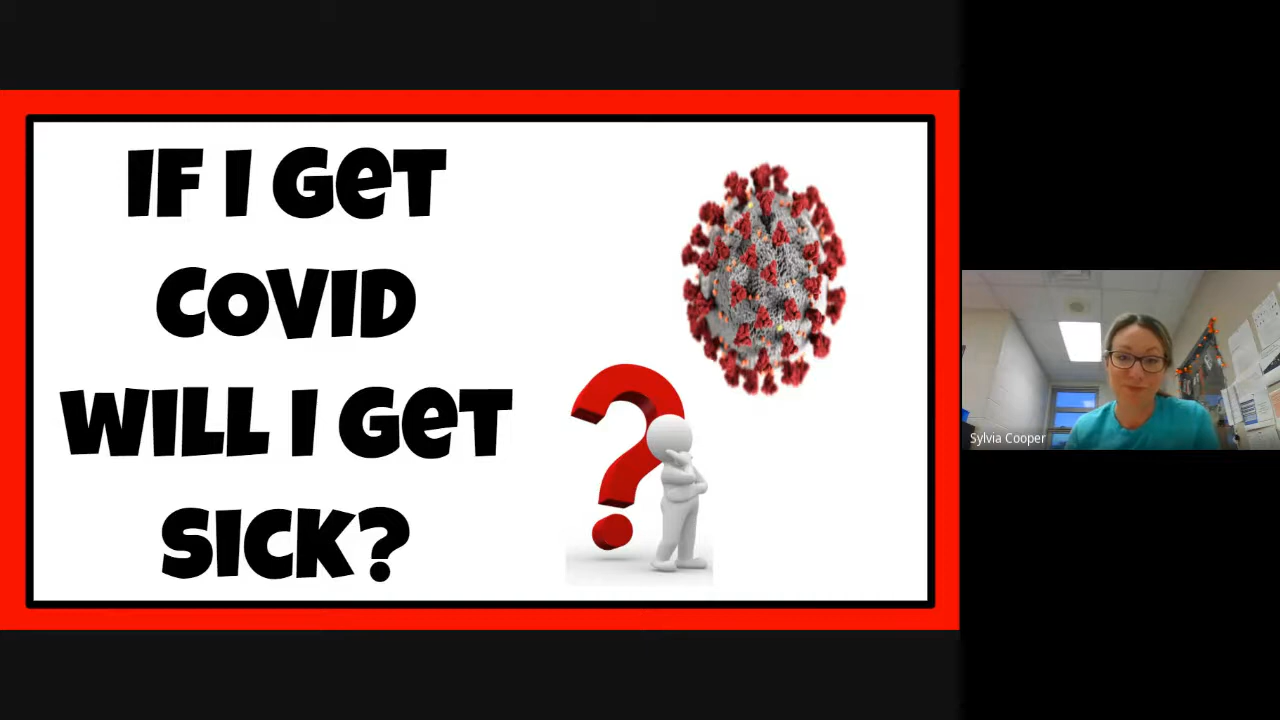 IF I GET
COVID
WILL I GET
SICK?
Sylvia Cooper